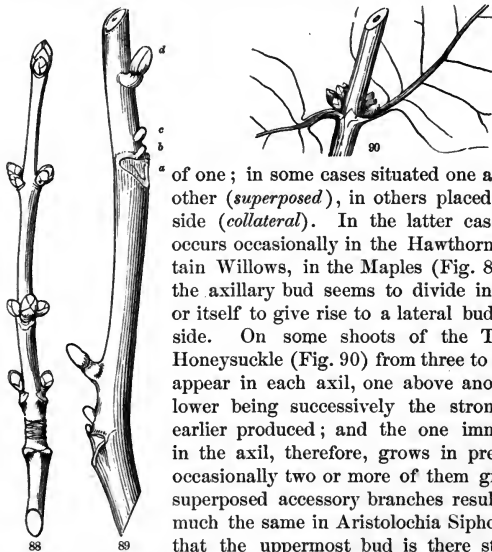 d
c
b
a
90
of one ; in some cases situated one a
other (superposed), in others placed
side (collateral). In the latter cas
occurs occasionally in the Hawthorn
tain Willows, in the Maples (Fig. 8
the axillary bud seems to divide in
or itself to give rise to a lateral bud
side. On some shoots of the T
Honeysuckle (Fig. 90) from three to
appear in each axil, one above ano
lower being successively the stron
earlier produced ; and the one imm
in the axil, therefore, grows in pre
occasionally two or more of them g
superposed accessory branches resul
much the same in Aristolochia Sipho
that the uppermost bud is there st
88
89